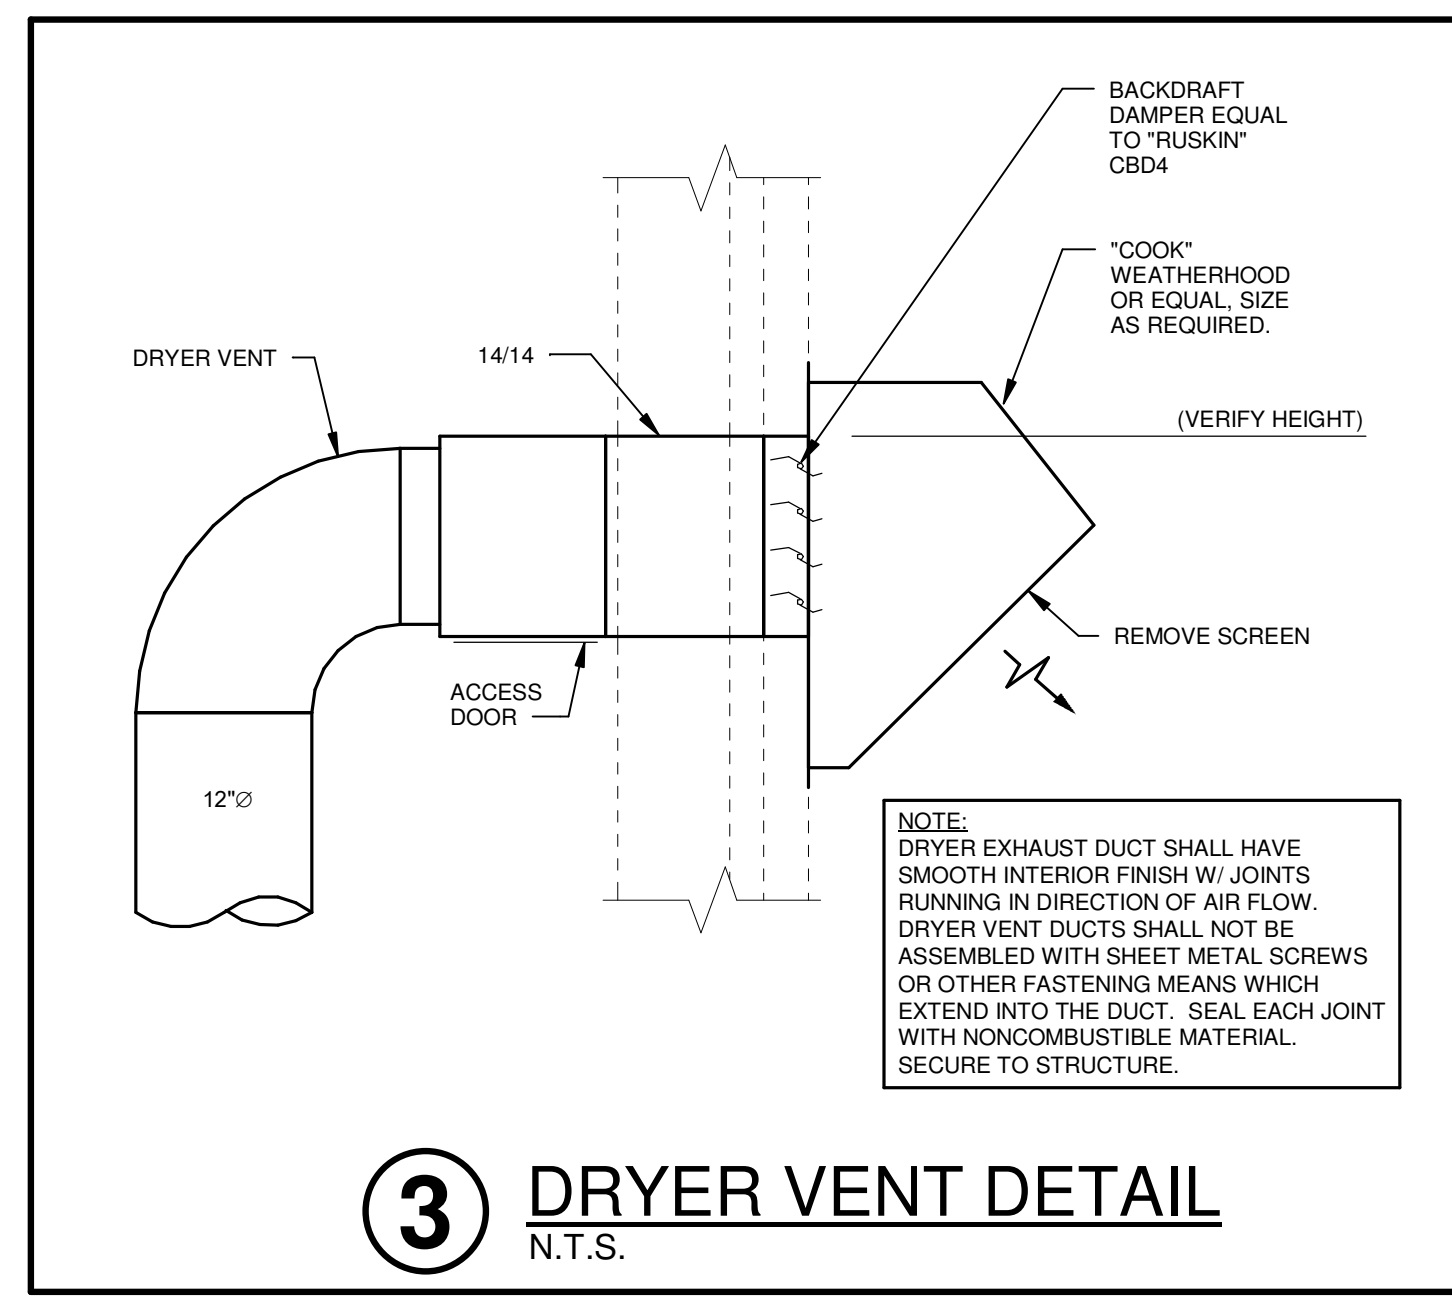 BACKDRAFT
DAMPER EQUAL
TO "RUSKIN"
CBD4
"COOK"
WEATHERHOOD
OR EQUAL, SIZE
AS REQUIRED.
DRYER VENT
14/14
(VERIFY HEIGHT)
REMOVE SCREEN
ACCESS
DOOR
12"∅
NOTE:
DRYER EXHAUST DUCT SHALL HAVE
SMOOTH INTERIOR FINISH W/ JOINTS
RUNNING IN DIRECTION OF AIR FLOW.
DRYER VENT DUCTS SHALL NOT BE
ASSEMBLED WITH SHEET METAL SCREWS
OR OTHER FASTENING MEANS WHICH
EXTEND INTO THE DUCT.  SEAL EACH JOINT
WITH NONCOMBUSTIBLE MATERIAL.
SECURE TO STRUCTURE.
3 DRYER VENT DETAIL
N.T.S.